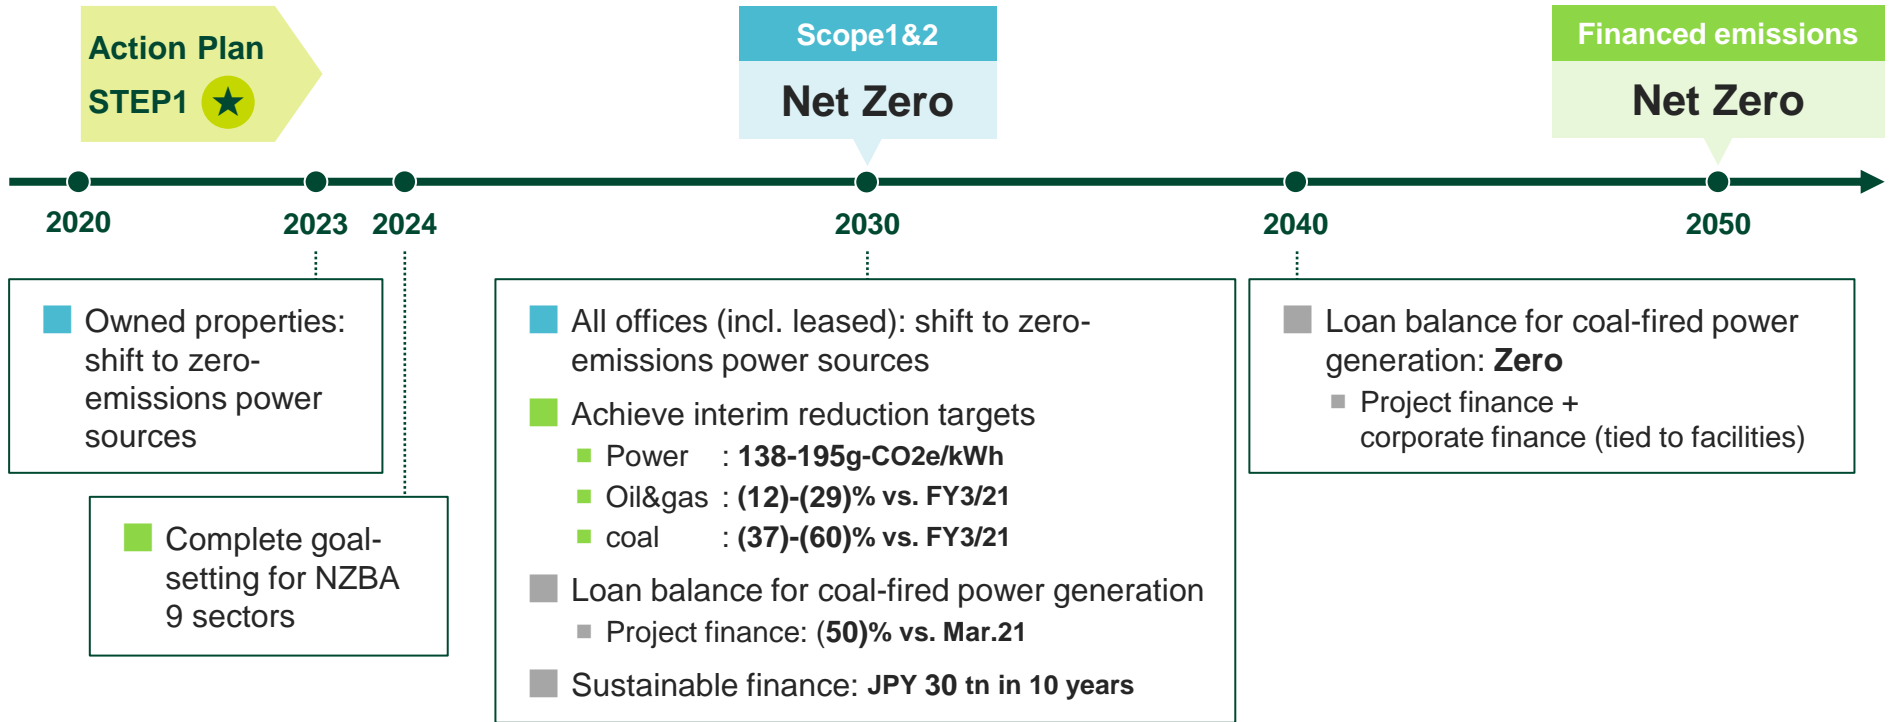 Action Plan
STEP1
Scope1&2
Net Zero
Financed emissions
Net Zero
2020
2023
2024
2030
2040
2050
Owned properties:
shift to zero-
emissions power
sources
Complete goal-
setting for NZBA
9 sectors
All offices (incl. leased): shift to zero-
emissions power sources
Achieve interim reduction targets
Power : 138-195g-CO2e/kWh
Oil&gas : (12)-(29)% vs. FY3/21
coal : (37)-(60)% vs. FY3/21
Loan balance for coal-fired power generation
Project finance: (50)% vs. Mar.21
Sustainable finance: JPY 30 tn in 10 years
Loan balance for coal-fired power
generation: Zero
Project finance +
corporate finance (tied to facilities)